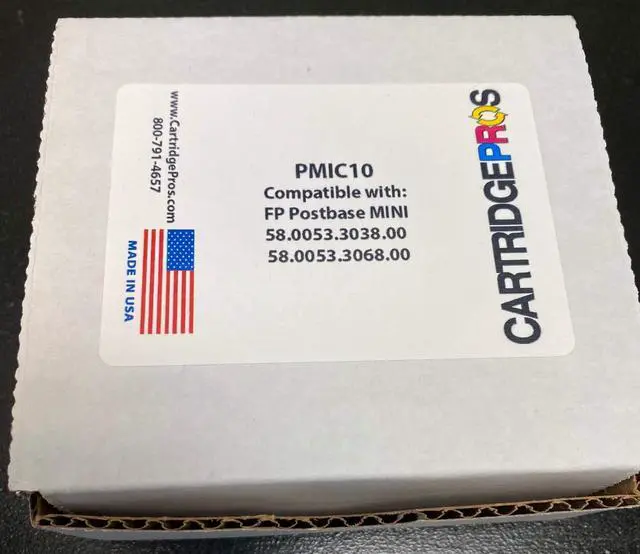 www.CartridgePros.com
800-791-4657
MADE IN USA
PMIC10
Compatible with:
FP Postbase MINI
58.0053.3038.00
58.0053.3068.00
CARTRIDGEPROS